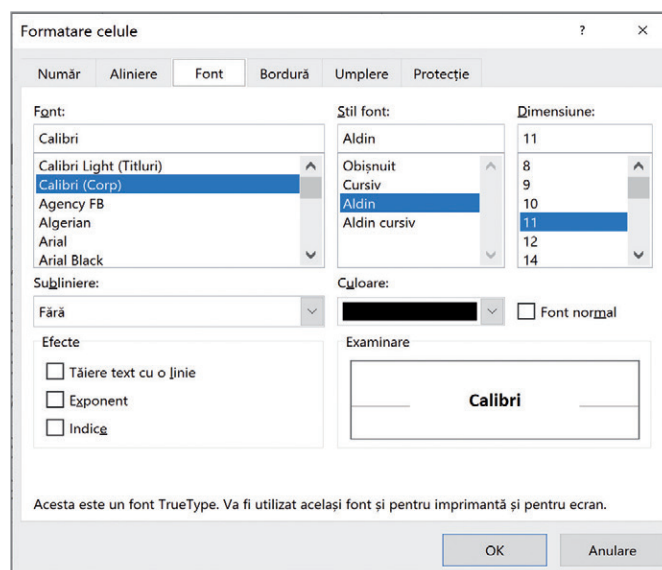 Formatare celule ? ×
Număr Aliniere Font Bordură Umplere Protecție
Font: Stil font: Dimensiune:
Calibri Aldin 11
Calibri Light (Titluri) Obișnuit 8
Calibri (Corp) Cursiv 9
Agency FB Aldin 10
Algerian Aldin cursiv 11
Arial 12
Arial Black 14
Subliniere: Culoare:
Fără Font normal
Efecte Examinare
Tăiere text cu o linie
Exponent Calibri
Indice
Acesta este un font TrueType. Va fi utilizat același font și pentru imprimantă și pentru ecran.
OK Anulare